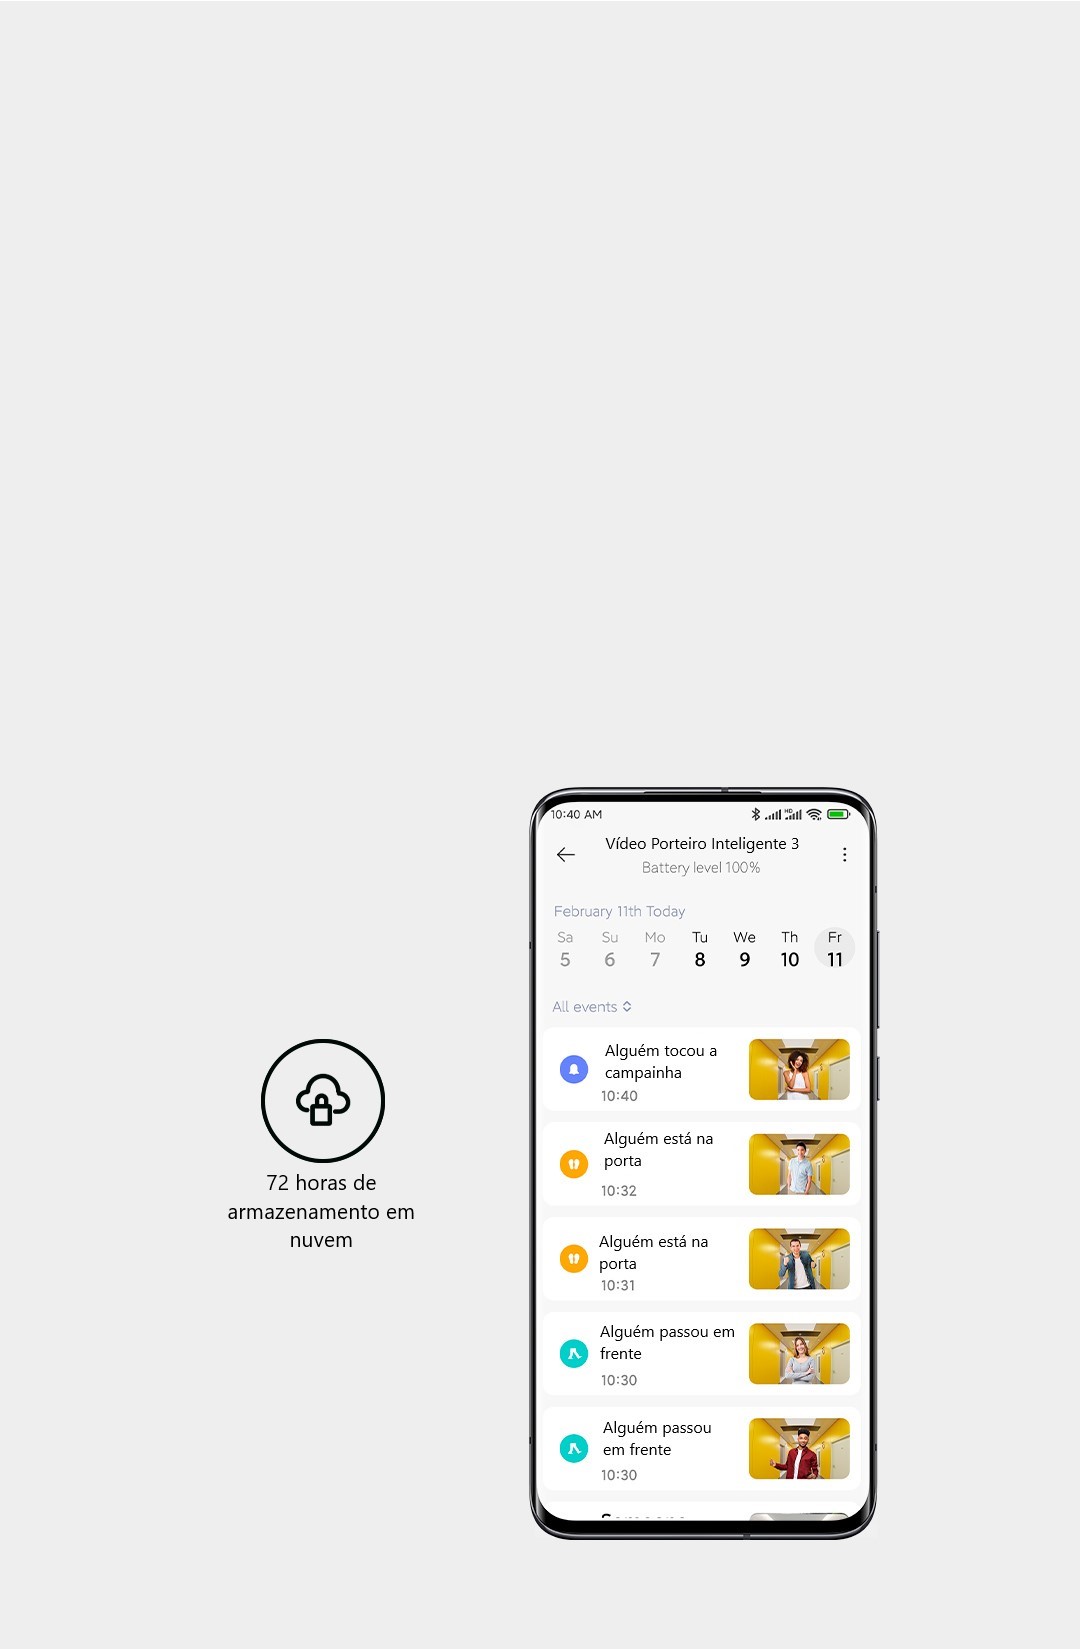 10:40 AM
HD
Vídeo Porteiro Inteligente 3
Battery level 100%
February 11th Today
Sa Su Mo Tu We Th Fr
5 6 7 8 9 10 11
All events
Alguém tocou a
campainha
10:40
Alguém está na
porta
10:32
Alguém está na
porta
10:31
Alguém passou em
frente
10:30
Alguém passou
em frente
10:30
72 horas de
armazenamento em
nuvem